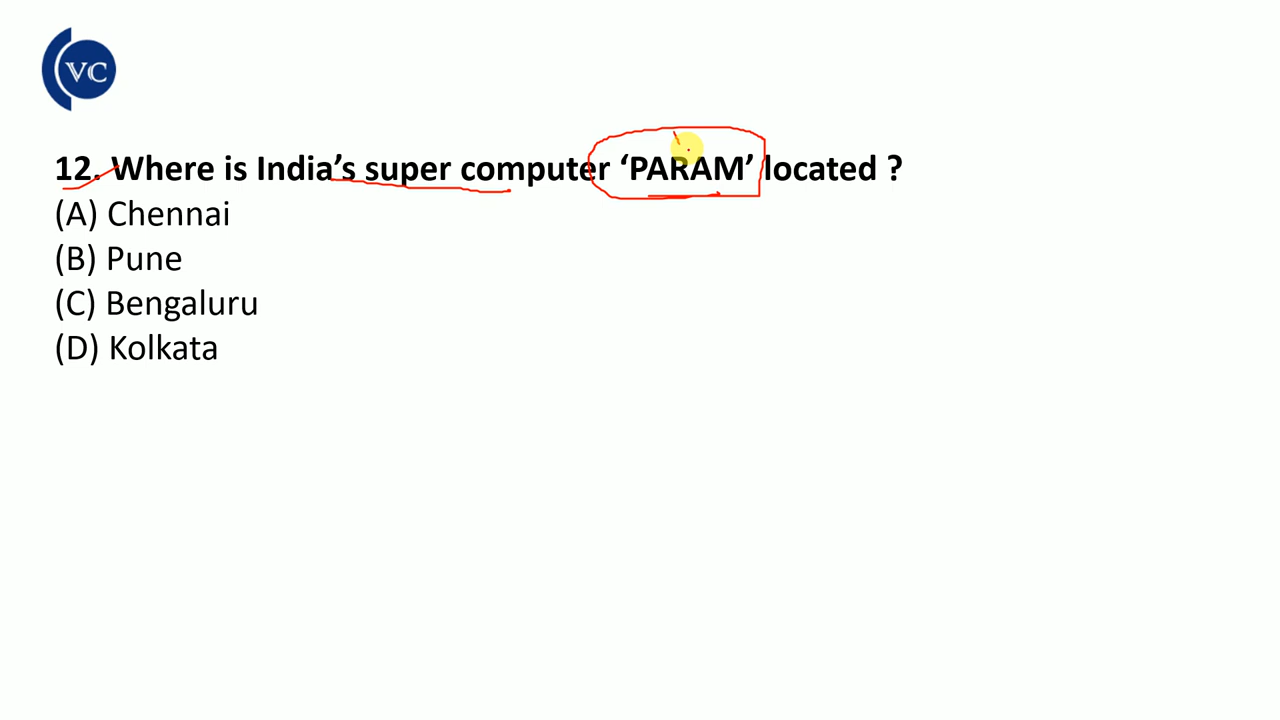 VC
12. Where is India’s super computer ‘PARAM’ located ?
(A) Chennai
(B) Pune
(C) Bengaluru
(D) Kolkata